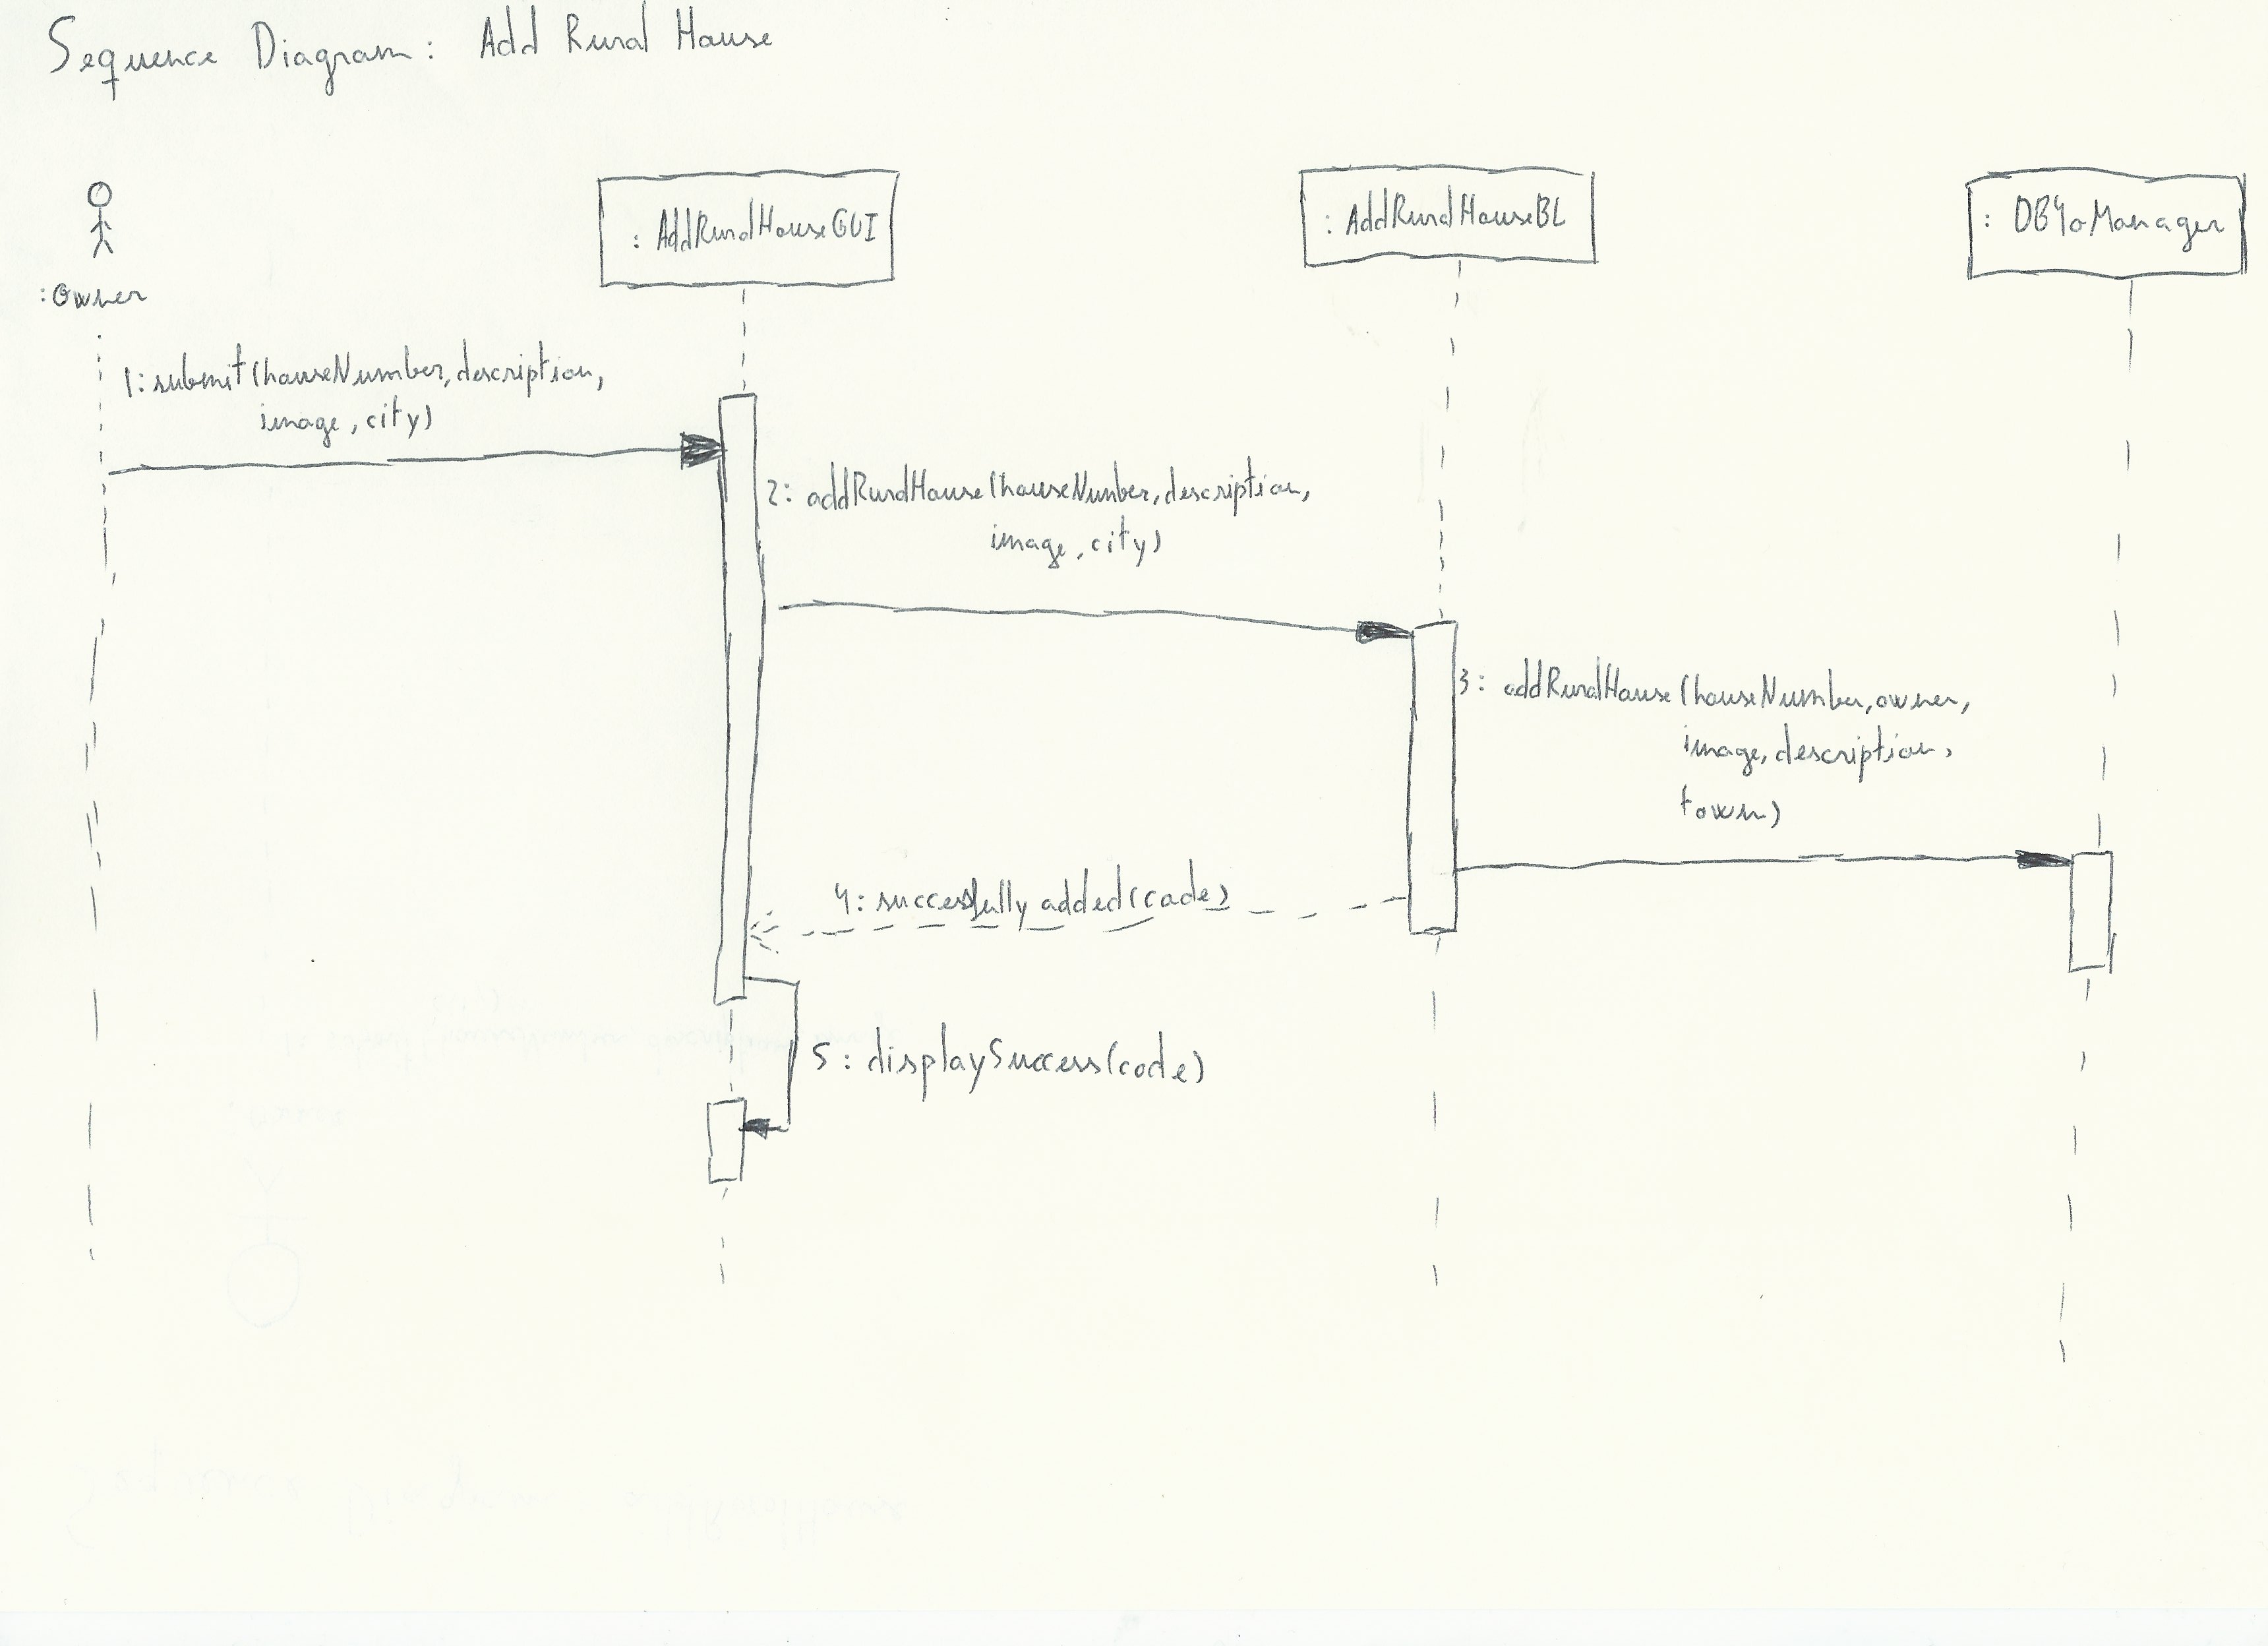 Sequence Diagram: Add Rural House
:Owner
: AddRuralHouseGUI
: AddRuralHouseBL
: DB4oManager
1: submit(houseNumber, description,
image, city)
2: addRuralHouse(houseNumber, description,
image, city)
3: addRuralHouse(houseNumber, owner,
image, description,
town)
4: successfully added(code)
5: displaySuccess(code)